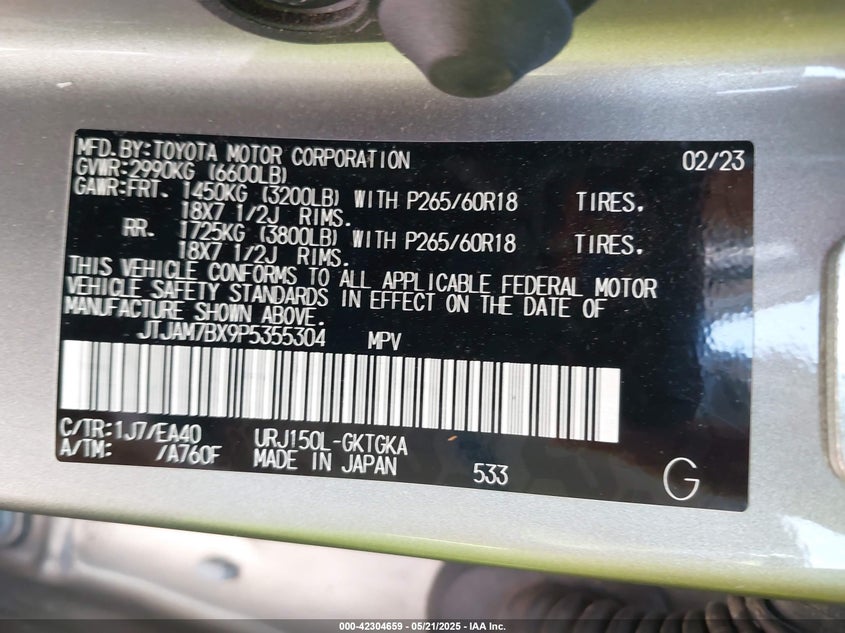 MFD.BY:TOYOTA MOTOR CORPORATION 02/23
GVWR:2990KG (6600LB)
GAWR:FRT. 1450KG (3200LB) WITH P265/60R18 TIRES.
18X7 1/2J RIMS.
RR. 1725KG (3800LB) WITH P265/60R18 TIRES.
18X7 1/2J RIMS.
THIS VEHICLE CONFORMS TO ALL APPLICABLE FEDERAL MOTOR
VEHICLE SAFETY STANDARDS IN EFFECT ON THE DATE OF
MANUFACTURE SHOWN ABOVE.
JTJAM7BX9P5355304 MPV
C/TR:1J7/EA40 URJ150L-GKTGKA
A/TM: /A760F MADE IN JAPAN 533 G
000-42304659 - 05/21/2025 - IAA Inc.